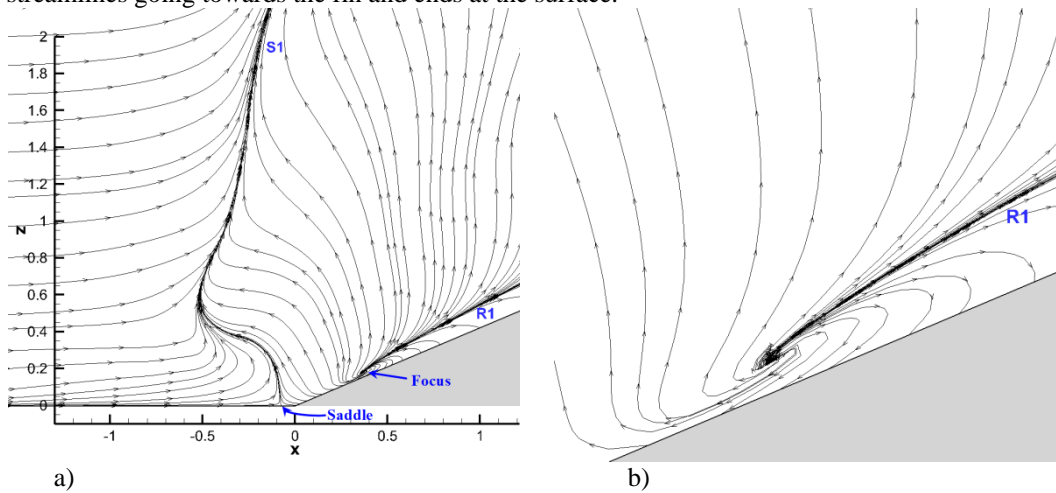 streamlines going towards the fin and ends at the surface.
S1
2
1.8
1.6
1.4
1.2
1
0.8
0.6
0.4
0.2
0
z
-1
-0.5
0
0.5
1
x
R1
Focus
Saddle
R1
a)
b)